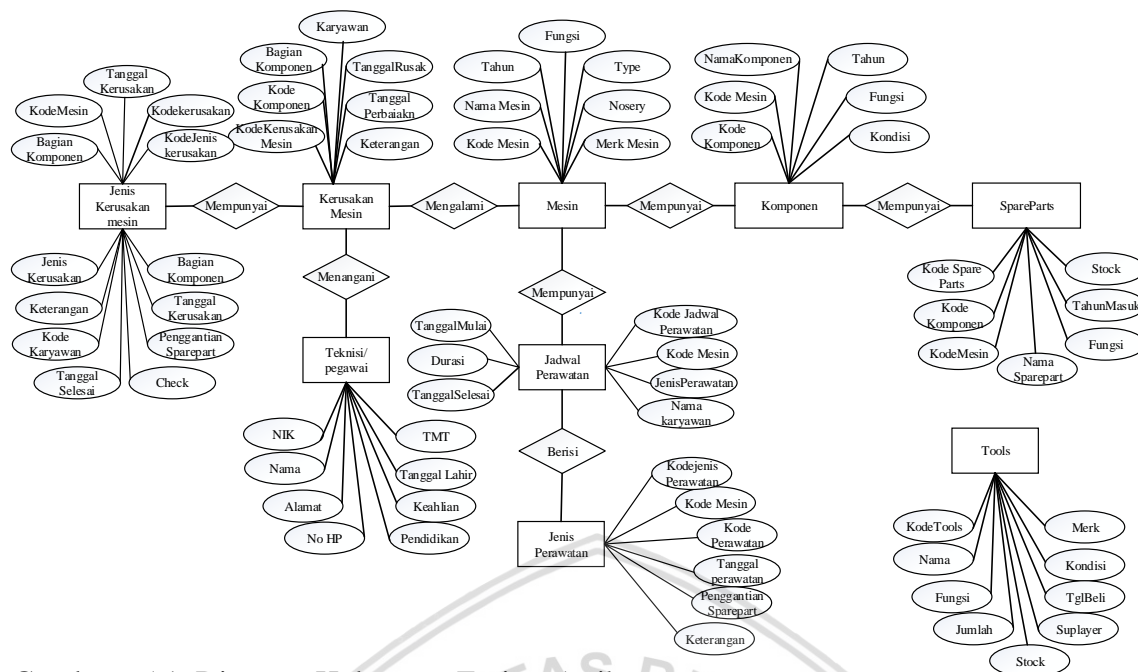 Karyawan
Bagian
Komponen
TanggalRusak
Kode
Komponen
Tanggal
Perbaiakn
KodeKerusakan
Mesin
Keterangan
Tanggal
Kerusakan
KodeMesin
Kodekerusakan
Bagian
Komponen
KodeJenis
kerusakan
Fungsi
Tahun
Type
Nama Mesin
Nosery
Kode Mesin
Merk Mesin
NamaKomponen
Tahun
Kode Mesin
Fungsi
Kode
Komponen
Kondisi
Jenis
Kerusakan
mesin
Mempunyai
Kerusakan
Mesin
Mengalami
Mesin
Mempunyai
Komponen
Mempunyai
SpareParts
Jenis
Kerusakan
Bagian
Komponen
Keterangan
Tanggal
Kerusakan
Kode
Karyawan
Penggantian
Sparepart
Tanggal
Selesai
Check
Menangani
Mempunyai
Kode Spare
Parts
Stock
Kode
Komponen
TahunMasuk
KodeMesin
Fungsi
Nama
Sparepart
Teknisi/
pegawai
TanggalMulai
Durasi
TanggalSelesai
Jadwal
Perawatan
Kode Jadwal
Perawatan
Kode Mesin
JenisPerawatan
Nama
karyawan
NIK
TMT
Nama
Tanggal Lahir
Alamat
Keahlian
No HP
Pendidikan
Berisi
Jenis
Perawatan
Kodejenis
Perawatan
Kode Mesin
Kode
Perawatan
Tanggal
perawatan
Penggantian
Sparepart
Keterangan
Tools
KodeTools
Merk
Nama
Kondisi
Fungsi
TglBeli
Jumlah
Suplayer
Stock